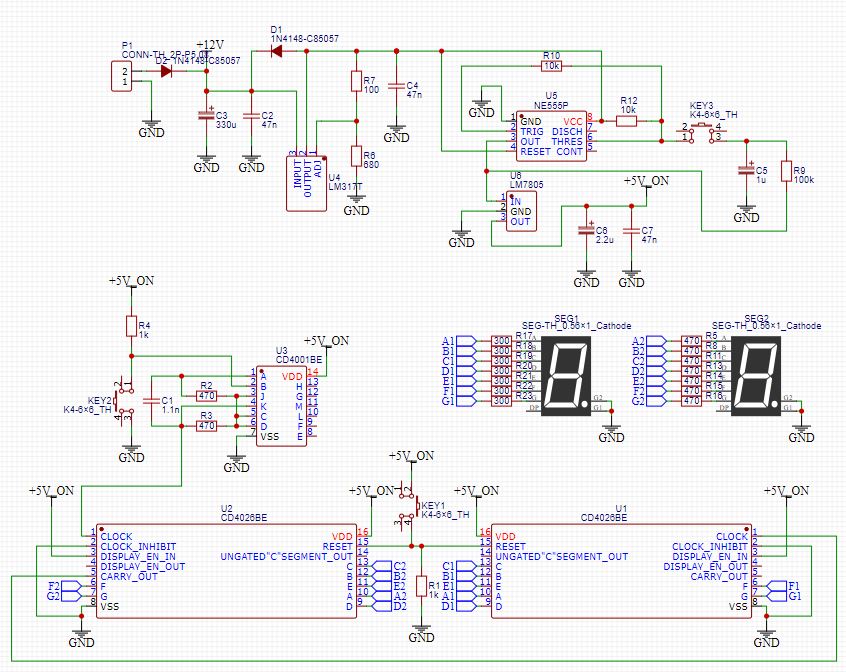 P1
CONN-TH_2P-P5.0
2
1
GND
D2
1N4148-C85057
+12V
C3
330u
GND
C2
47n
GND
D1
1N4148-C85057
3
2
1
INPUT
OUTPUT
ADJ
U4
LM317T
R7
100
R6
680
GND
C4
47n
GND
R10
10k
GND
U5
NE555P
1
2
3
4
GND
TRIG
OUT
RESET
VCC
DISCH
THRES
CONT
8
7
6
5
R12
10k
KEY3
K4-6×6_TH
2
1
4
3
C5
1u
GND
R9
100k
U6
LM7805
1
2
3
IN
GND
OUT
GND
+5V_ON
C6
2.2u
GND
C7
47n
GND
+5V_ON
R4
1k
KEY2
K4-6×6_TH
2
1
4
3
GND
C1
1.1n
R2
470
R3
470
U3
CD4001BE
+5V_ON
1
2
3
4
5
6
7
A
B
J
K
C
D
VSS
VDD
H
G
M
L
F
E
14
13
12
11
10
9
8
GND
SEG1
SEG-TH_0.56×1_Cathode
A1
B1
C1
D1
E1
F1
G1
R17
R18
R19
R20
R21
R22
R23
300
300
300
300
300
300
300
DP
G2
G1
GND
SEG2
SEG-TH_0.56×1_Cathode
A2
B2
C2
D2
E2
F2
G2
R5
R8
R11
R13
R14
R15
R16
470
470
470
470
470
470
470
DP
G2
G1
GND
+5V_ON
U2
CD4026BE
1
2
3
4
5
6
7
8
CLOCK
CLOCK_INHIBIT
DISPLAY_EN_IN
DISPLAY_EN_OUT
CARRY_OUT
F
G
VSS
F2
G2
GND
VDD
RESET
UNGATED"C"SEGMENT_OUT
C
B
E
A
D
16
15
14
13
12
11
10
9
C2
B2
E2
A2
D2
+5V_ON
+5V_ON
KEY1
K4-6×6_TH
1
2
3
4
R1
1k
GND
+5V_ON
U1
CD4026BE
16
15
14
13
12
11
10
9
VDD
RESET
UNGATED"C"SEGMENT_OUT
C
B
E
A
D
C1
B1
E1
A1
D1
CLOCK
CLOCK_INHIBIT
DISPLAY_EN_IN
DISPLAY_EN_OUT
CARRY_OUT
F
G
VSS
1
2
3
4
5
6
7
8
F1
G1
GND
+5V_ON